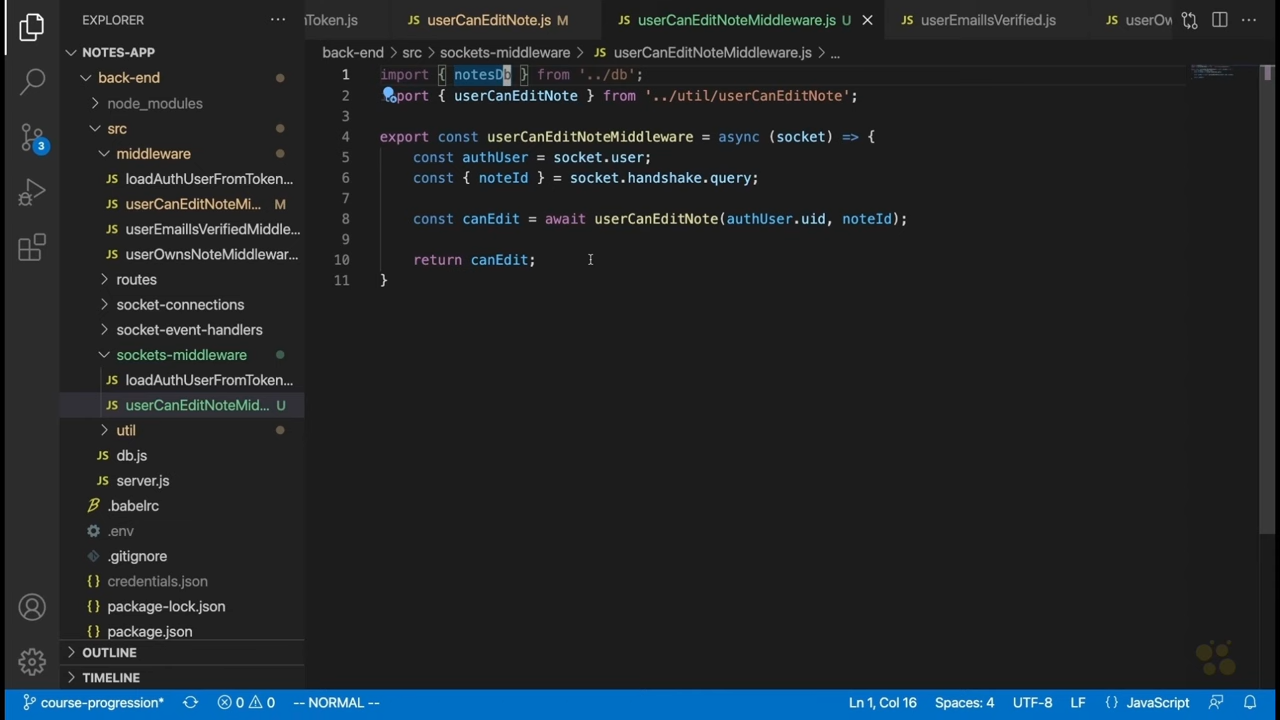 EXPLORER
Token.js
userCanEditNote.js M
userCanEditNoteMiddleware.js U
userEmailIsVerified.js
userOw
NOTES-APP
back-end
node_modules
src
middleware
loadAuthUserFromToken...
userCanEditNoteMi... M
userEmailIsVerifiedMiddle...
userOwnsNoteMiddlewar...
routes
socket-connections
socket-event-handlers
sockets-middleware
loadAuthUserFromToken...
userCanEditNoteMid... U
util
db.js
server.js
.babelrc
.env
.gitignore
credentials.json
package-lock.json
package.json
OUTLINE
TIMELINE
3
back-end > src > sockets-middleware > JS userCanEditNoteMiddleware.js > ...
1 import { notesDb } from '../db';
2 import { userCanEditNote } from '../util/userCanEditNote';
3
4 export const userCanEditNoteMiddleware = async (socket) => {
5 const authUser = socket.user;
6 const { noteId } = socket.handshake.query;
7
8 const canEdit = await userCanEditNote(authUser.uid, noteId);
9
10 return canEdit;
11 }
course-progression* 0 0 -- NORMAL -- Ln 1, Col 16 Spaces: 4 UTF-8 LF {} JavaScript